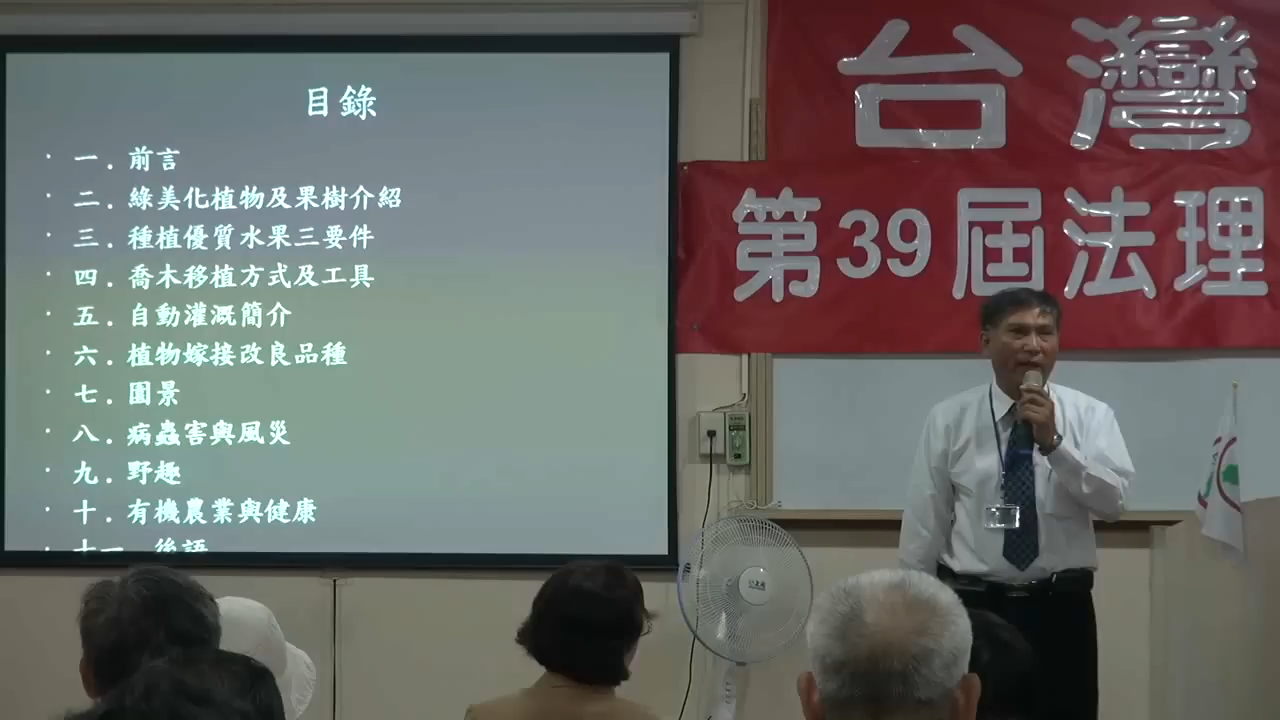 目錄
· 一．前言
· 二．綠美化植物及果樹介紹
· 三．種植優質水果三要件
· 四．喬木移植方式及工具
· 五．自動灌溉簡介
· 六．植物嫁接改良品種
· 七．園景
· 八．病蟲害與風災
· 九．野趣
· 十．有機農業與健康
· 十一．後語
台灣
第39屆法理